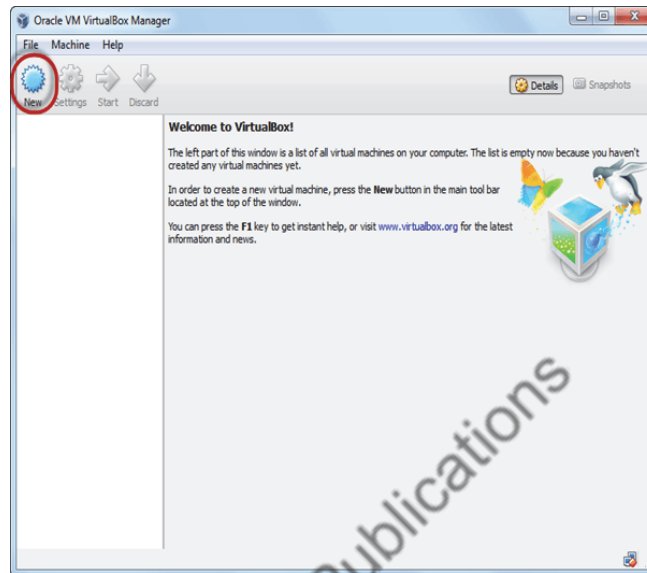 Oracle VM VirtualBox Manager
File Machine Help
New Settings Start Discard
Details Snapshots
Welcome to VirtualBox!
The left part of this window is a list of all virtual machines on your computer. The list is empty now because you haven't
created any virtual machines yet.
In order to create a new virtual machine, press the New button in the main tool bar
located at the top of the window.
You can press the F1 key to get instant help, or visit www.virtualbox.org for the latest
information and news.
Publications